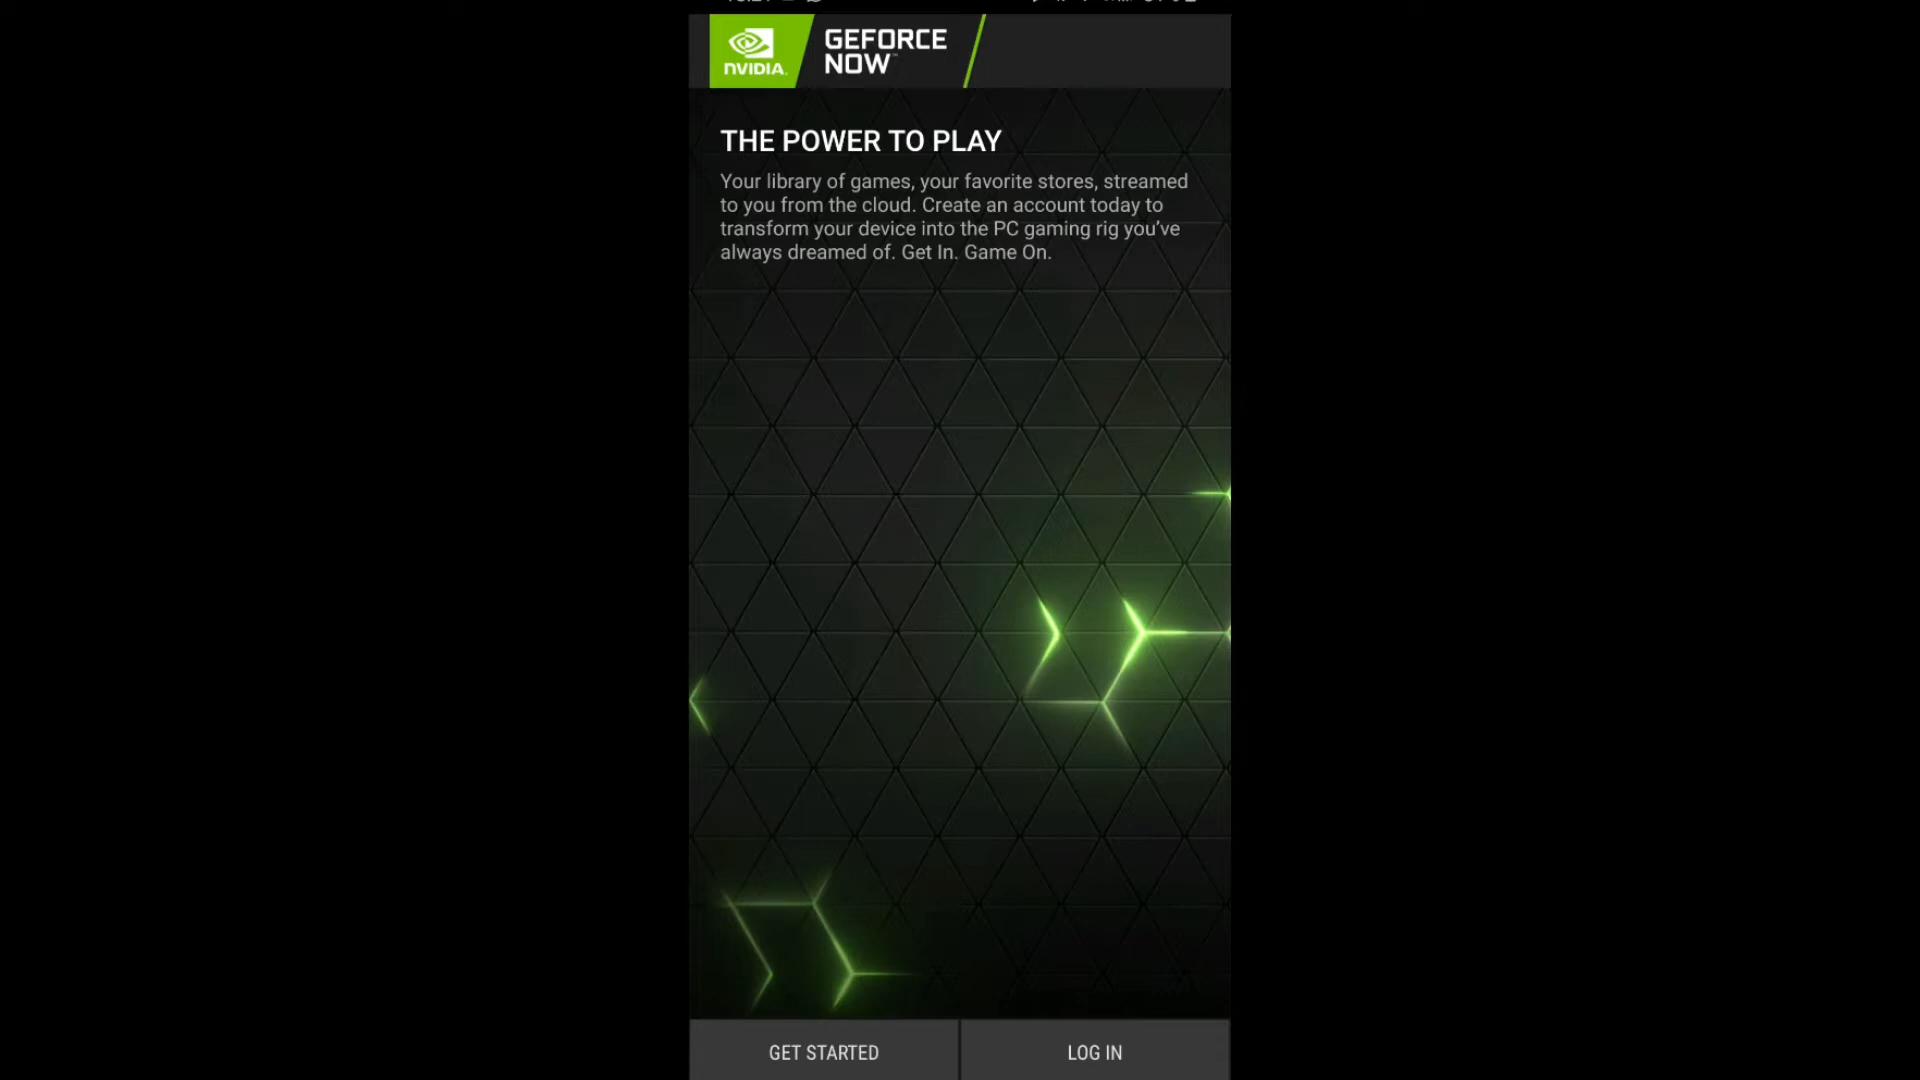 NVIDIA.
GEFORCE
NOW
THE POWER TO PLAY
Your library of games, your favorite stores, streamed
to you from the cloud. Create an account today to
transform your device into the PC gaming rig you’ve
always dreamed of. Get In. Game On.
GET STARTED
LOG IN